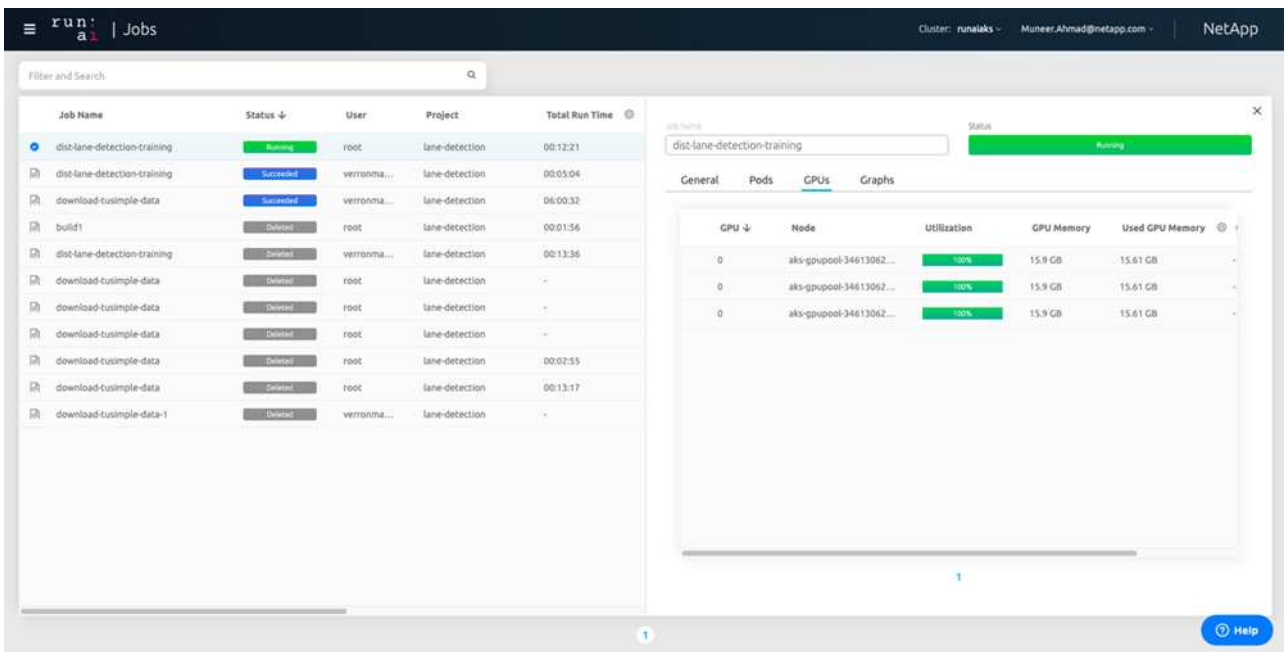 run: ai | Jobs
Cluster: runaiaks
Muneer.Ahmad@netapp.com
NetApp
Filter and Search
Job Name Status User Project Total Run Time
dist-lane-detection-training Running root lane-detection 00:12:21
dist-lane-detection-training Succeeded verronma... lane-detection 00:05:04
download-tusimple-data Succeeded verronma... lane-detection 06:00:32
build1 Deleted root lane-detection 00:01:56
dist-lane-detection-training Deleted verronma... lane-detection 00:13:36
download-tusimple-data Deleted root lane-detection -
download-tusimple-data Deleted root lane-detection -
download-tusimple-data Deleted root lane-detection -
download-tusimple-data Deleted root lane-detection 00:02:55
download-tusimple-data Deleted root lane-detection 00:13:17
download-tusimple-data-1 Deleted verronma... lane-detection -
Job Name Status
dist-lane-detection-training Running
General Pods GPUs Graphs
GPU Node Utilization GPU Memory Used GPU Memory
0 aks-gpupool-34613062... 100% 15.9 GB 15.61 GB -
0 aks-gpupool-34613062... 100% 15.9 GB 15.61 GB -
0 aks-gpupool-34613062... 100% 15.9 GB 15.61 GB -
1
1
Help